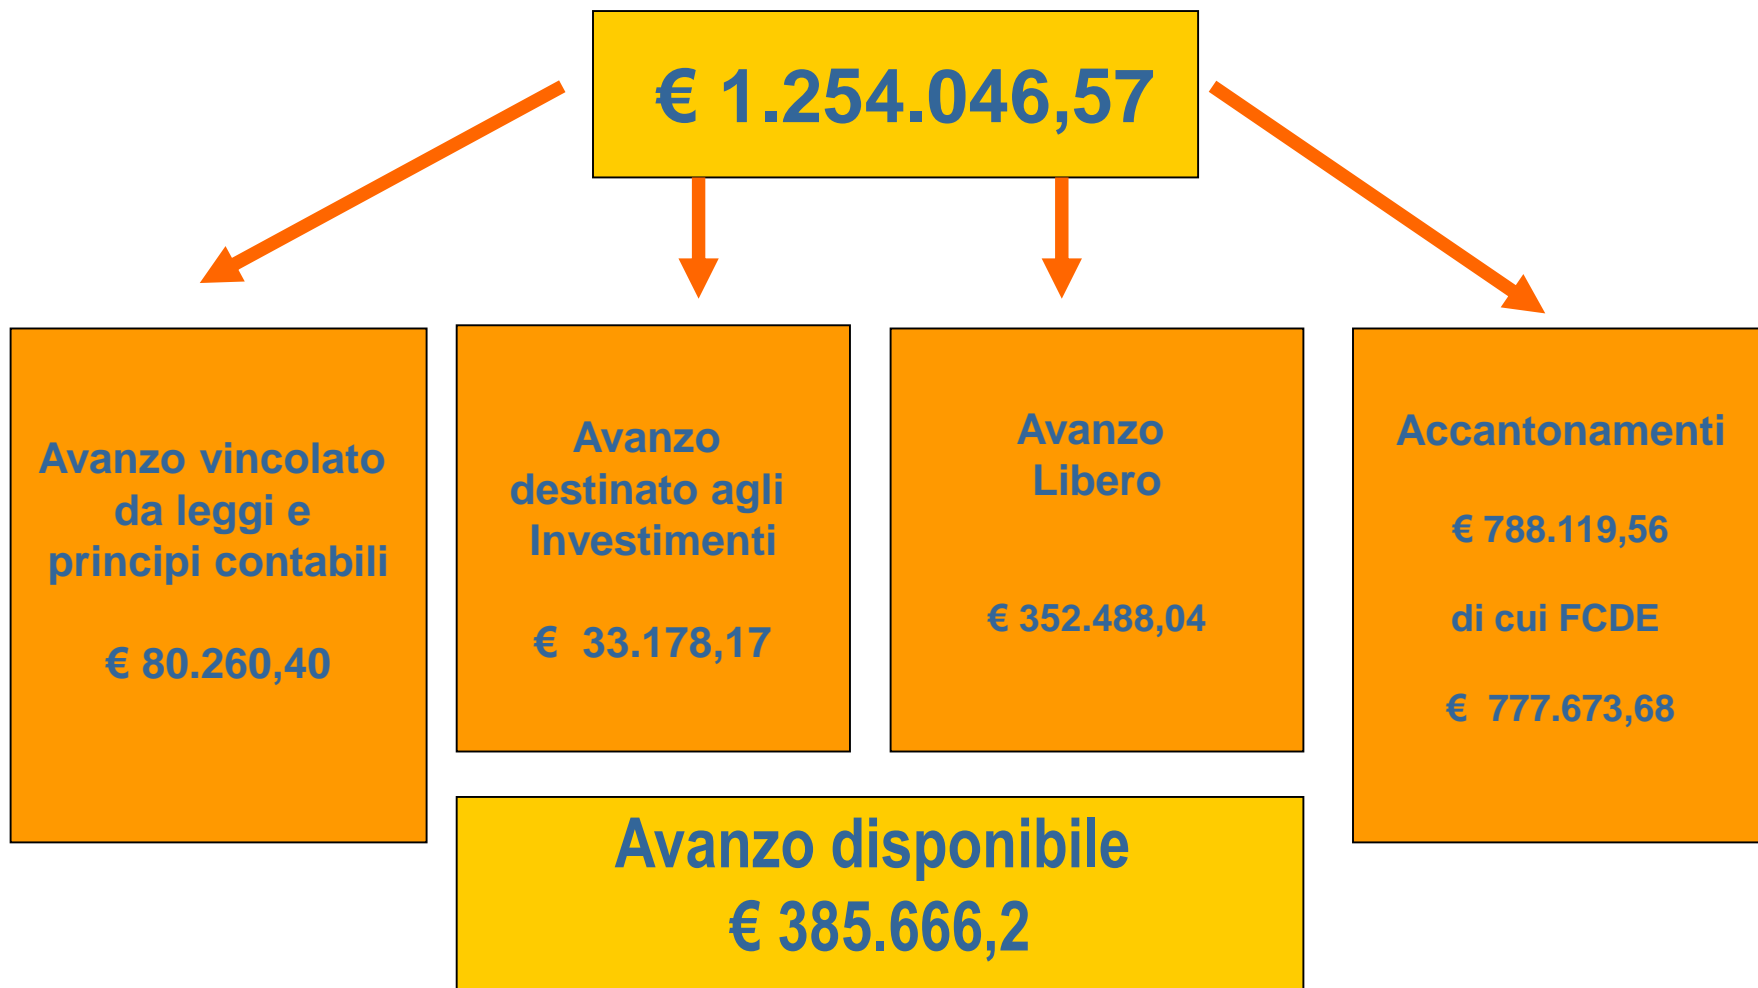 € 1.254.046,57
Avanzo vincolato
da leggi e
principi contabili
€ 80.260,40
Avanzo
destinato agli
Investimenti
€ 33.178,17
Avanzo
Libero
€ 352.488,04
Accantonamenti
€ 788.119,56
di cui FCDE
€ 777.673,68
Avanzo disponibile
€ 385.666,2